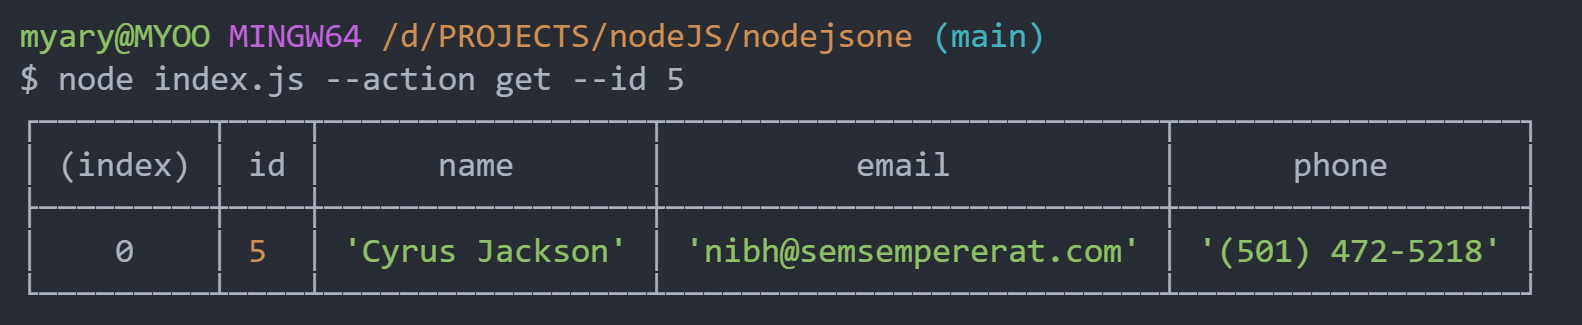 myary@MYOO MINGW64 /d/PROJECTS/nodeJS/nodejsone (main)
$ node index.js --action get --id 5
(index) id name email phone
0 5 'Cyrus Jackson' 'nibh@semsempererat.com' '(501) 472-5218'